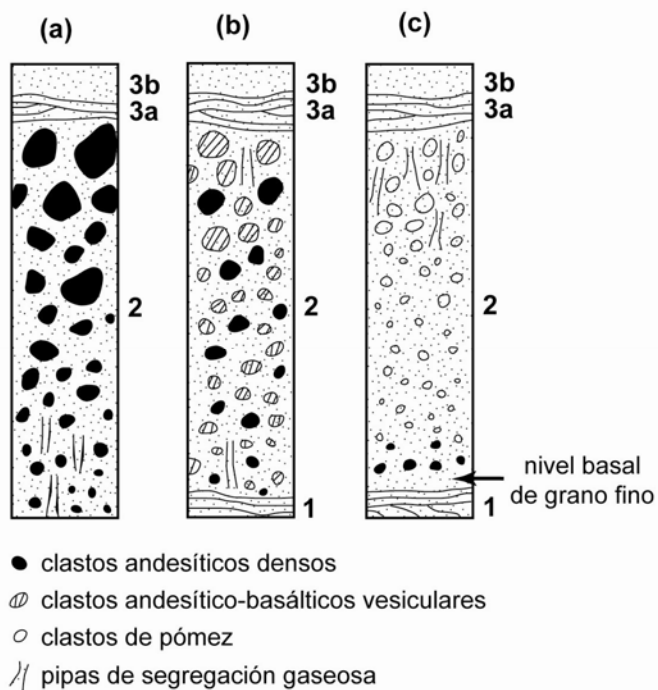 (a)
(b)
(c)
3b
3a
3b
3a
3b
3a
2
2
2
nivel basal
de grano fino
1
1
clastos andesíticos densos
clastos andesítico-basálticos vesiculares
clastos de pómez
pipas de segregación gaseosa